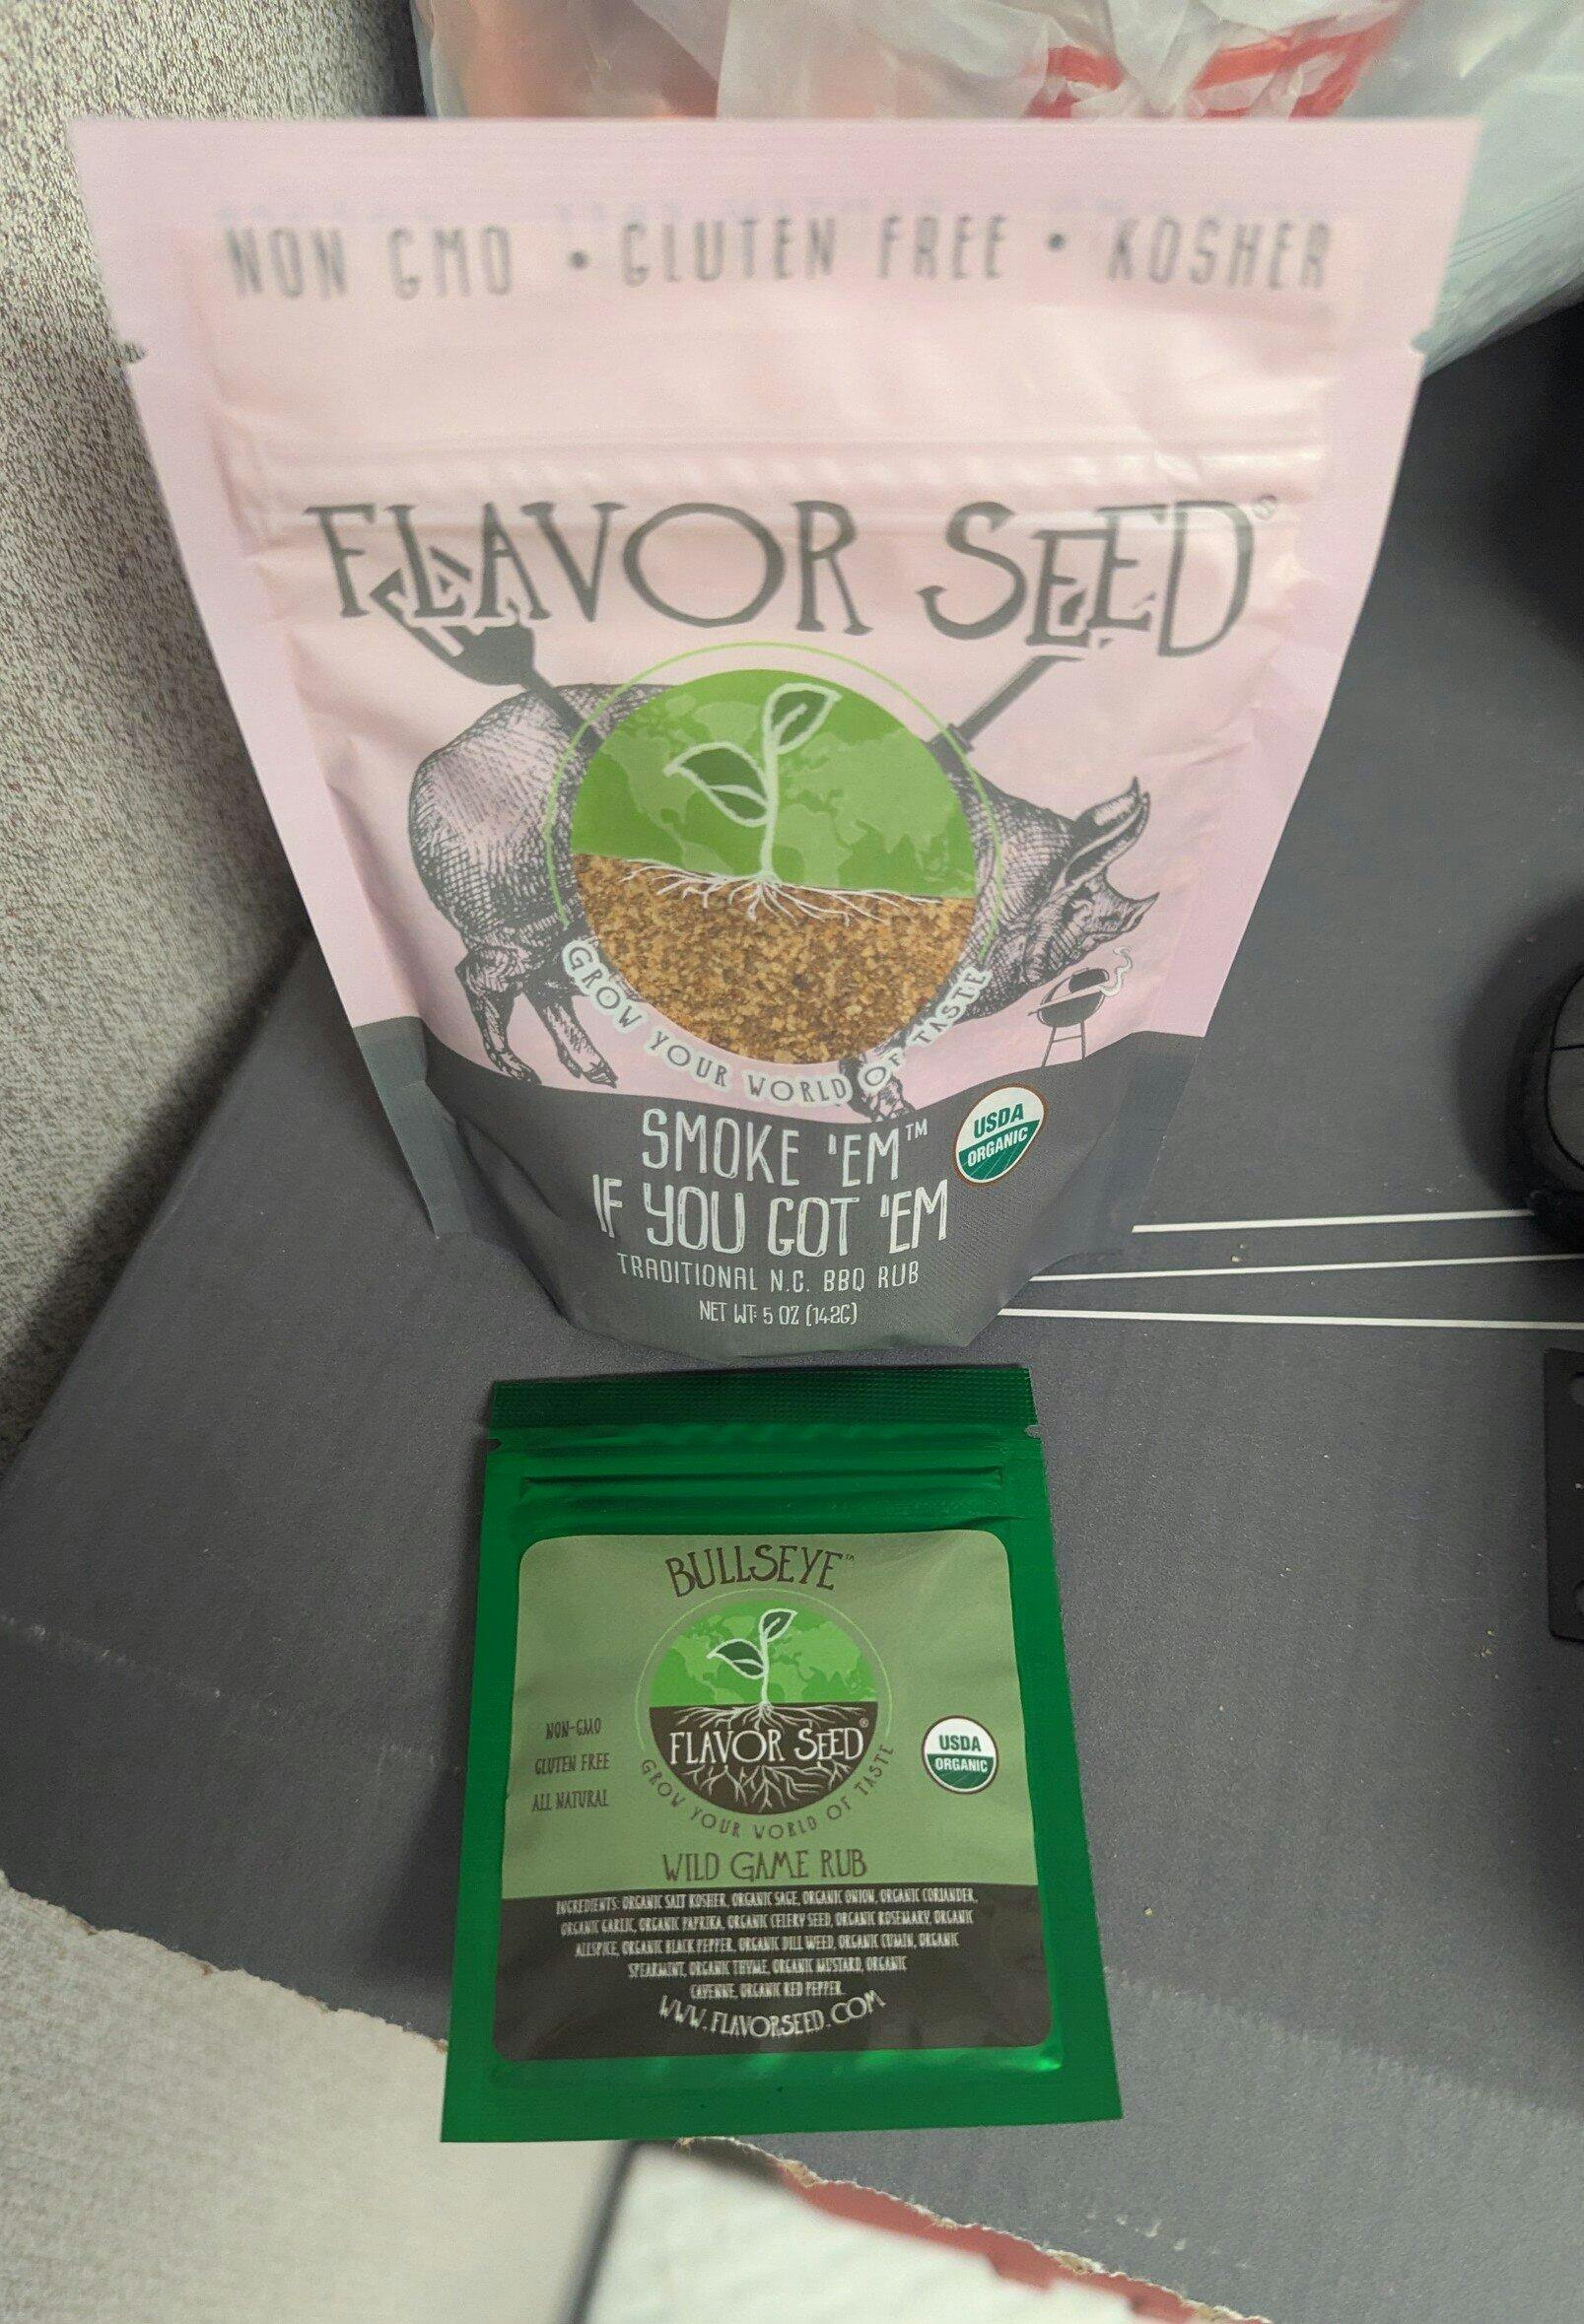 NON GMO • GLUTEN FREE • KOSHER
FLAVOR SEED®
GROW YOUR WORLD OF TASTE
SMOKE 'EM™
IF YOU GOT 'EM
USDA
ORGANIC
TRADITIONAL N.C. BBQ RUB
NET WT: 5 OZ (142G)
BULLSEYE™
FLAVOR SEED®
GROW YOUR WORLD OF TASTE
NON-GMO
GLUTEN FREE
ALL NATURAL
USDA
ORGANIC
WILD GAME RUB
INGREDIENTS: ORGANIC SALT KOSHER, ORGANIC SAGE, ORGANIC ONION, ORGANIC CORIANDER,
ORGANIC GARLIC, ORGANIC PAPRIKA, ORGANIC CELERY SEED, ORGANIC ROSEMARY, ORGANIC
ALLSPICE, ORGANIC BLACK PEPPER, ORGANIC DILL WEED, ORGANIC CUMIN, ORGANIC
SPEARMINT, ORGANIC THYME, ORGANIC MUSTARD, ORGANIC
CAYENNE, ORGANIC RED PEPPER.
WWW.FLAVORSEED.COM